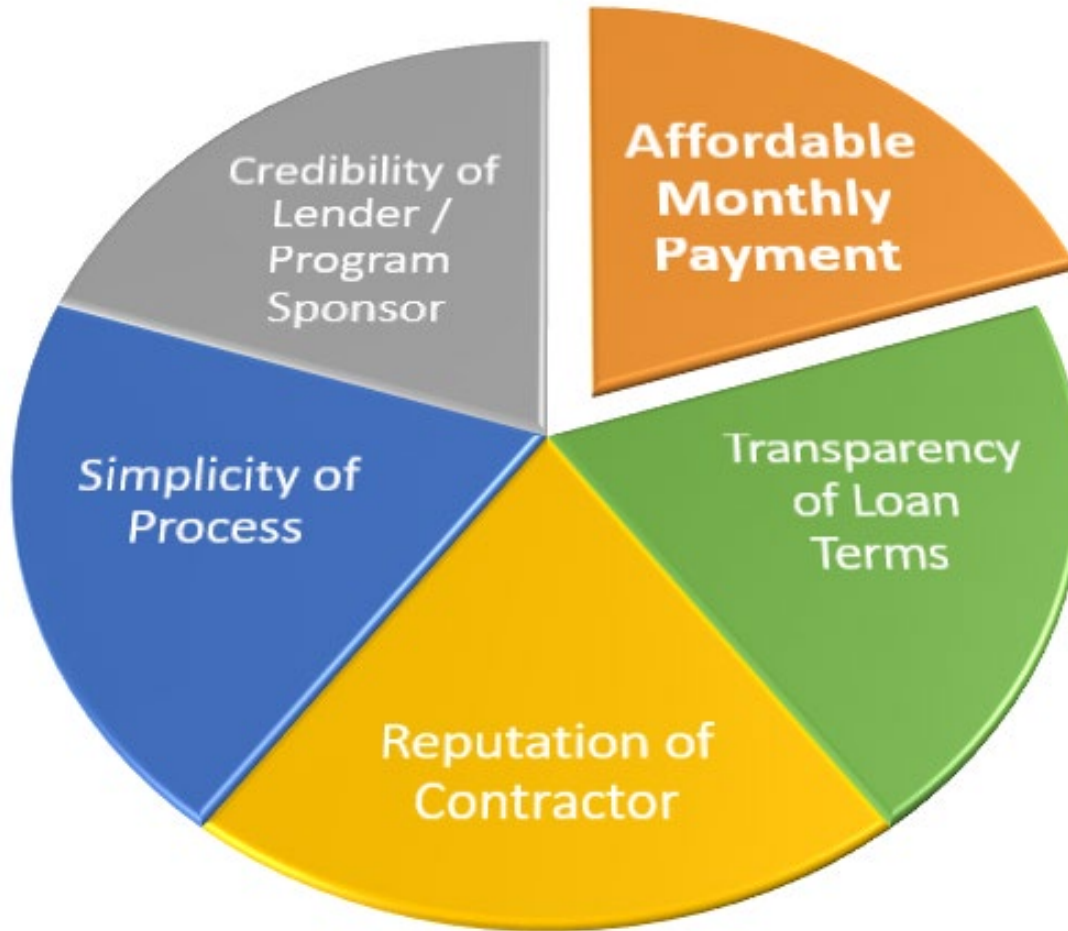 Affordable
Monthly
Payment
Transparency
of Loan
Terms
Reputation of
Contractor
Simplicity of
Process
Credibility of
Lender /
Program
Sponsor